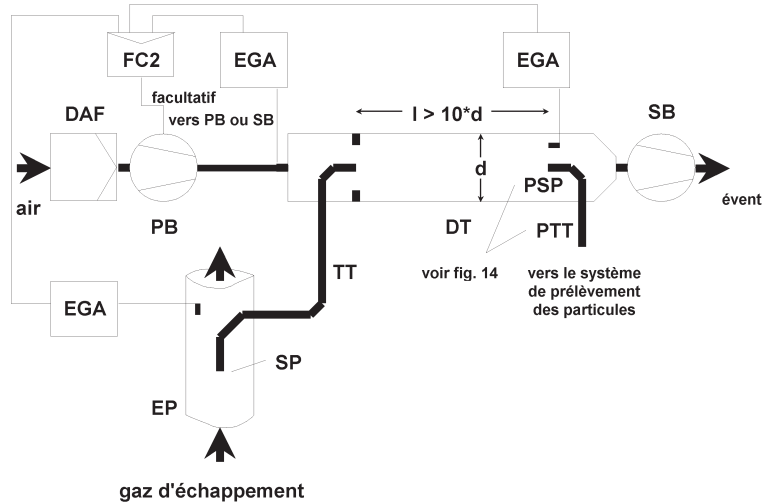 FC2
EGA
EGA
facultatif
vers PB ou SB
DAF
l > 10*d
SB
d
air
PB
PSP
évent
DT
PTT
TT
voir fig. 14
vers le système
de prélèvement
des particules
EGA
SP
EP
gaz d'échappement